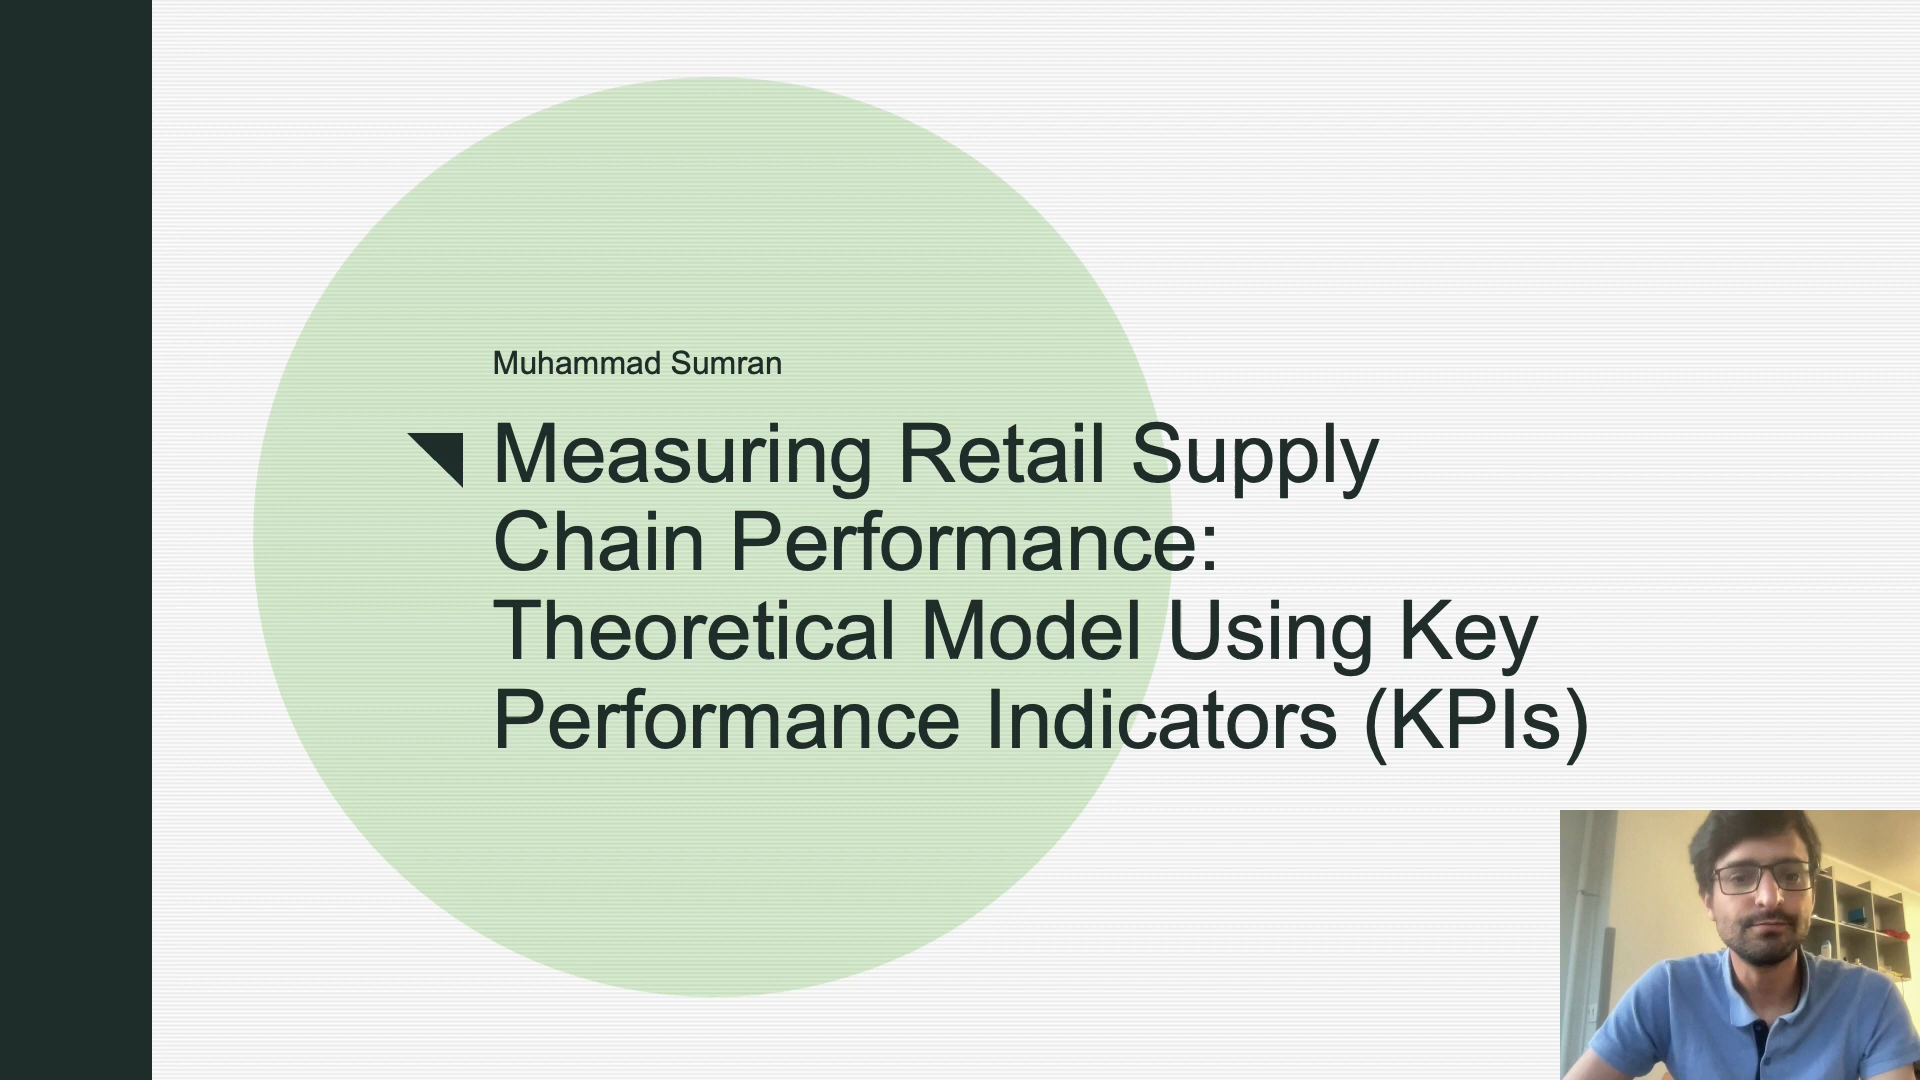 Muhammad Sumran
Measuring Retail Supply
Chain Performance:
Theoretical Model Using Key
Performance Indicators (KPIs)